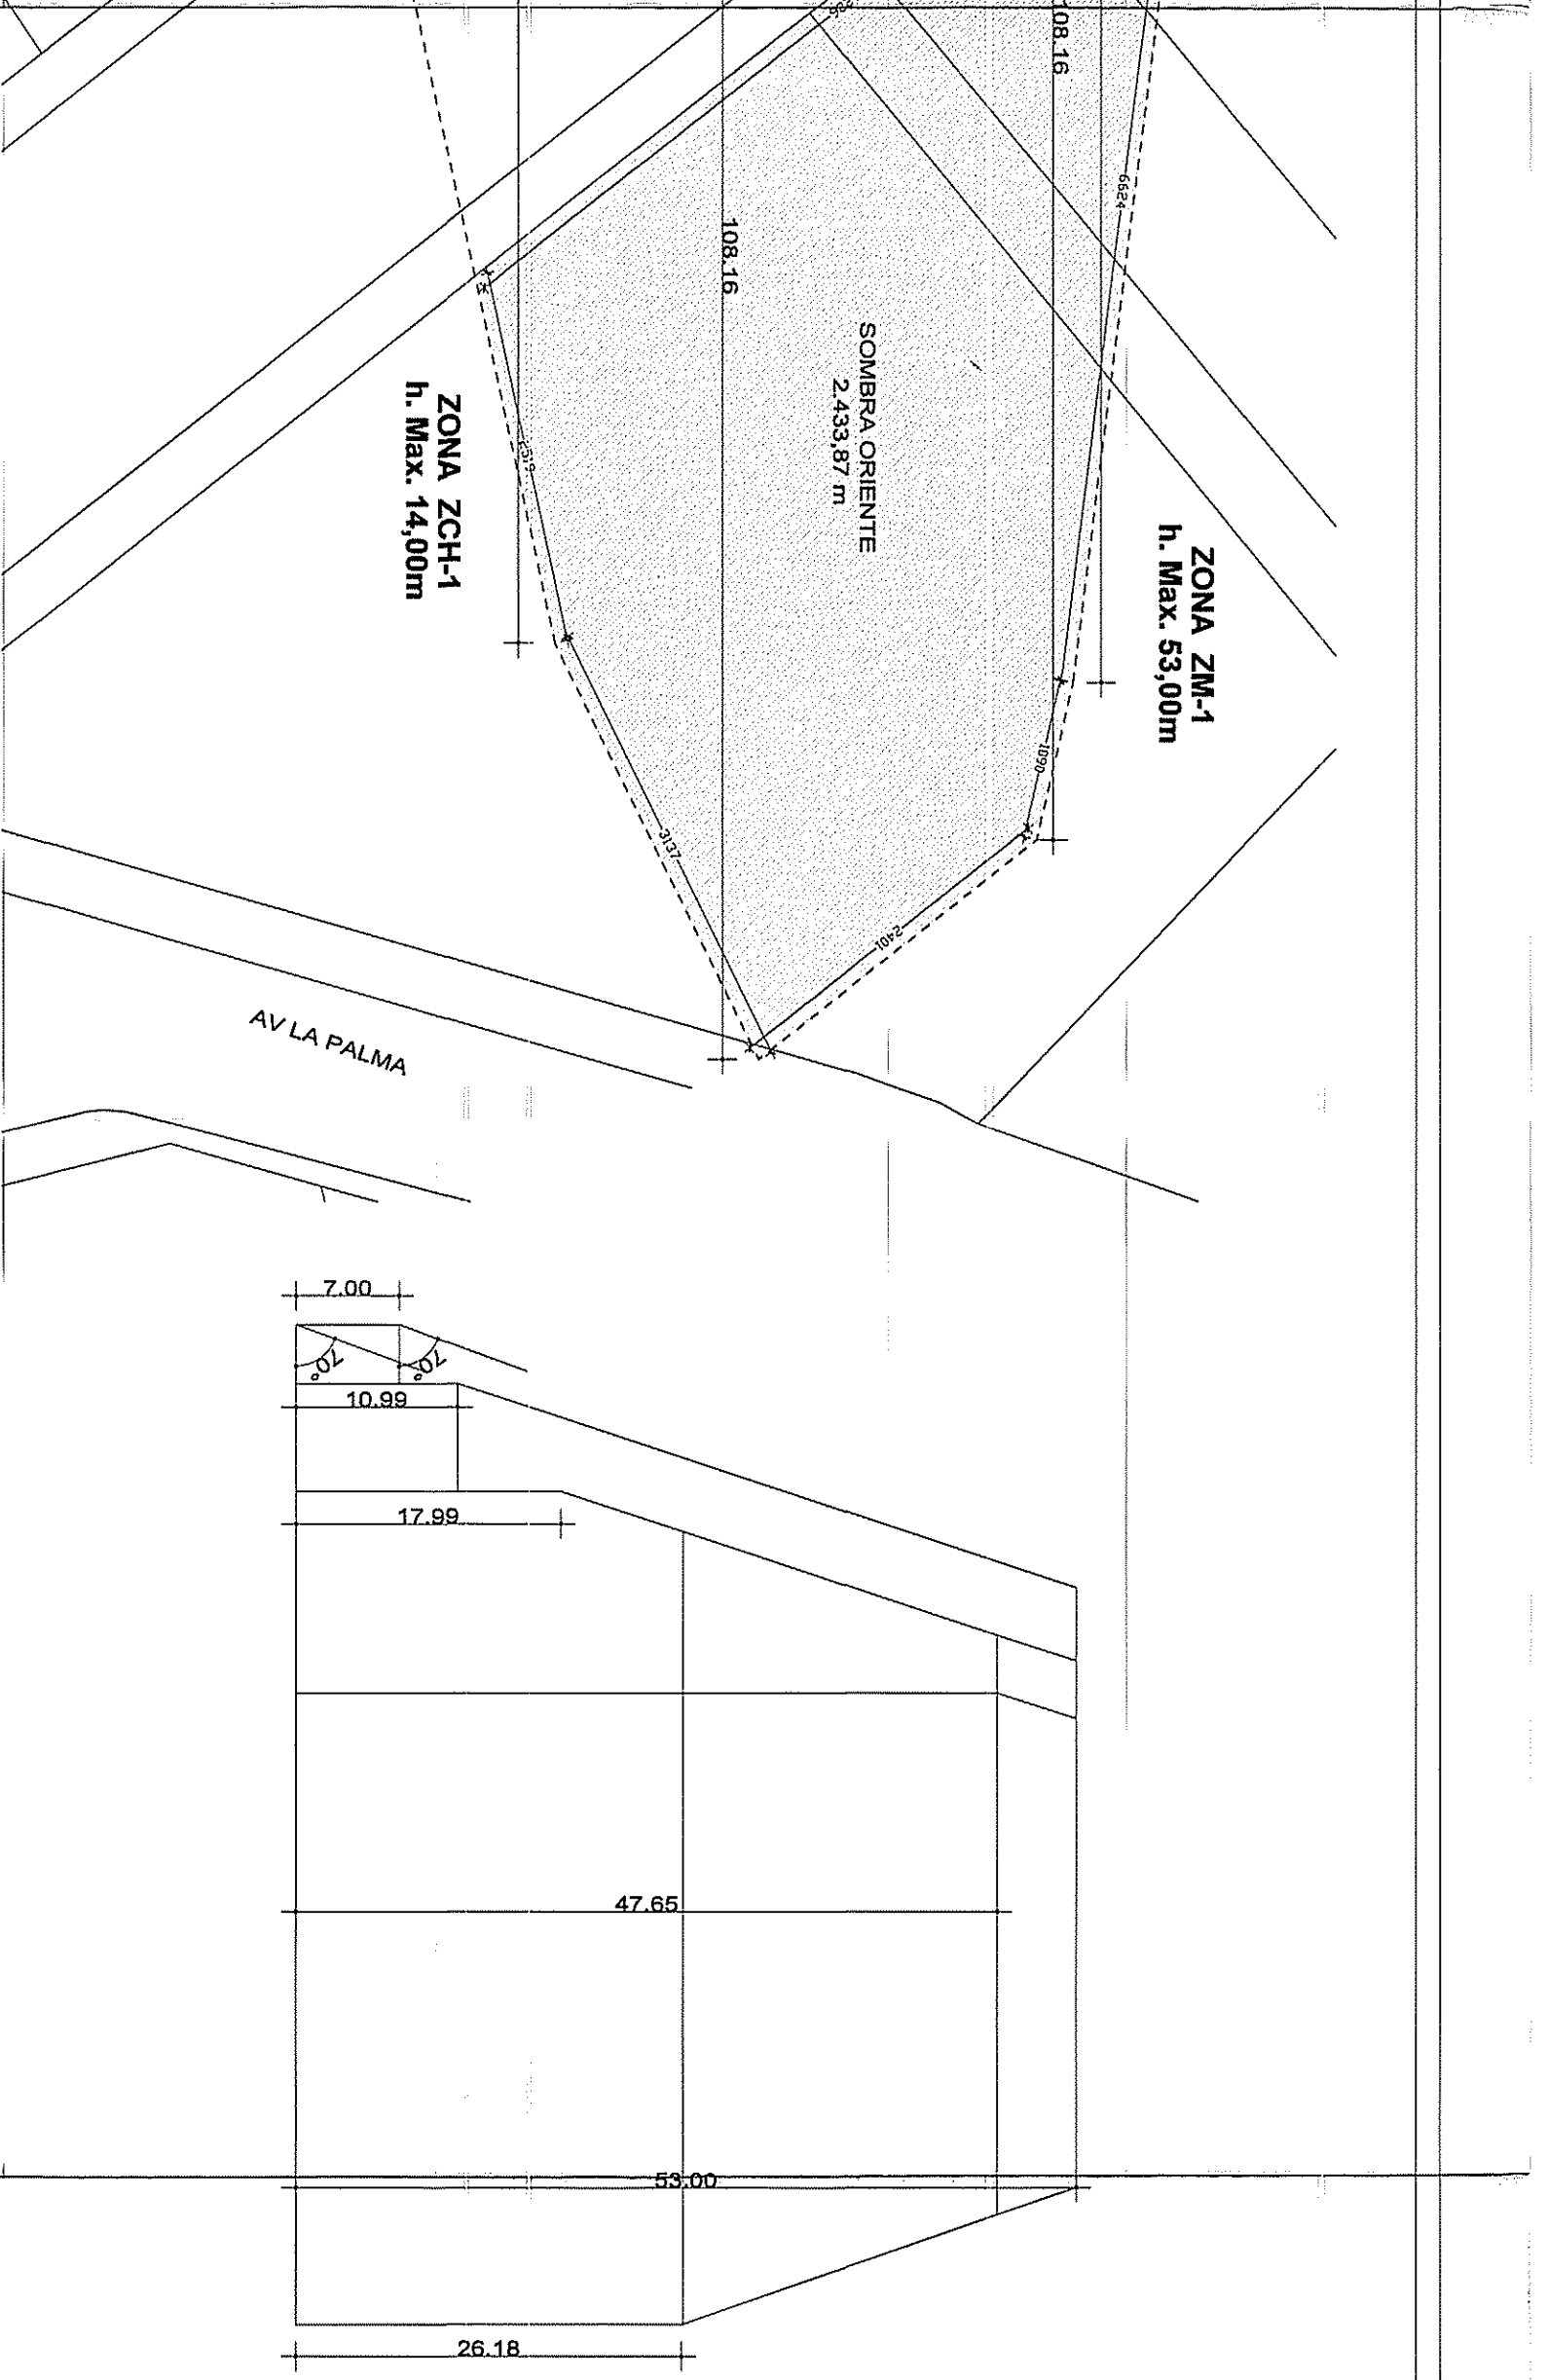 108.16
108.16
6624
SOMBRA ORIENTE
2.433,87 m
ZONA ZCH-1
h. Max. 14,00m
ZONA ZM-1
h. Max. 53,00m
2519
1090
3137
2401
AV LA PALMA
7.00
70°
70°
10.99
17.99
47.65
53.00
26.18